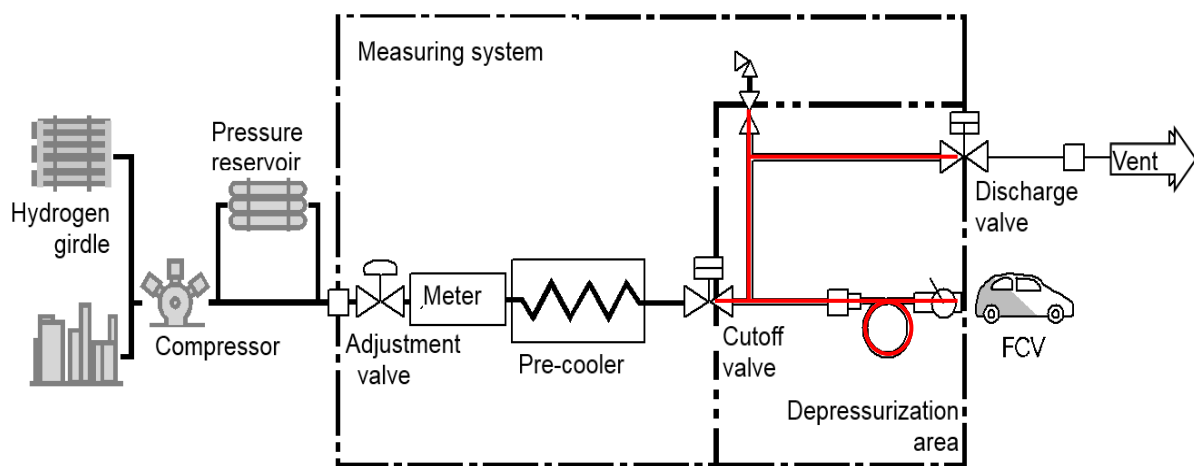 Measuring system
Pressure
reservoir
Hydrogen
girdle
Compressor
Adjustment
valve
Meter
Pre-cooler
Cutoff
valve
Discharge
valve
Vent
FCV
Depressurization
area